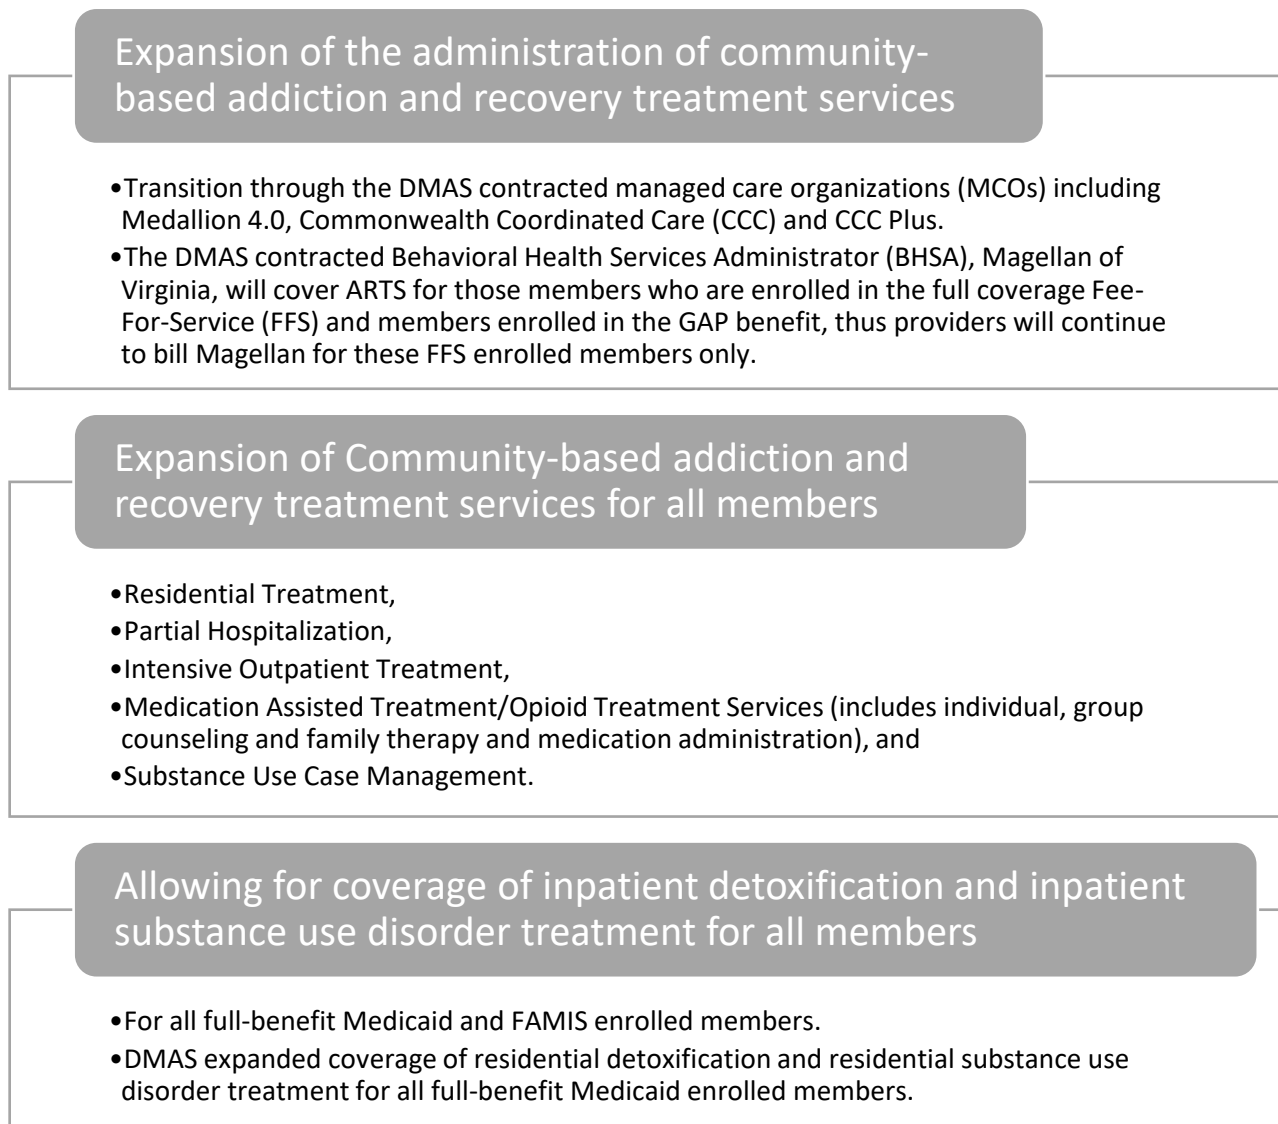 Expansion of the administration of community-
based addiction and recovery treatment services
•Transition through the DMAS contracted managed care organizations (MCOs) including
Medallion 4.0, Commonwealth Coordinated Care (CCC) and CCC Plus.
•The DMAS contracted Behavioral Health Services Administrator (BHSA), Magellan of
Virginia, will cover ARTS for those members who are enrolled in the full coverage Fee-
For-Service (FFS) and members enrolled in the GAP benefit, thus providers will continue
to bill Magellan for these FFS enrolled members only.
Expansion of Community-based addiction and
recovery treatment services for all members
•Residential Treatment,
•Partial Hospitalization,
•Intensive Outpatient Treatment,
•Medication Assisted Treatment/Opioid Treatment Services (includes individual, group
counseling and family therapy and medication administration), and
•Substance Use Case Management.
Allowing for coverage of inpatient detoxification and inpatient
substance use disorder treatment for all members
•For all full-benefit Medicaid and FAMIS enrolled members.
•DMAS expanded coverage of residential detoxification and residential substance use
disorder treatment for all full-benefit Medicaid enrolled members.